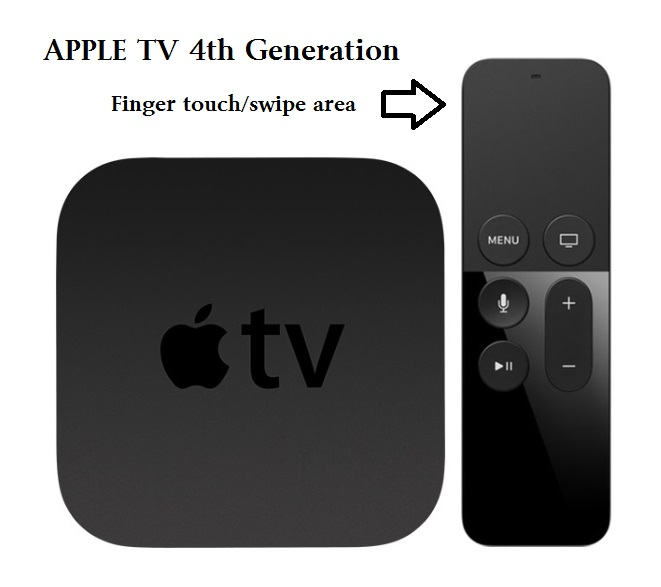 APPLE TV 4th Generation
Finger touch/swipe area
MENU
tv